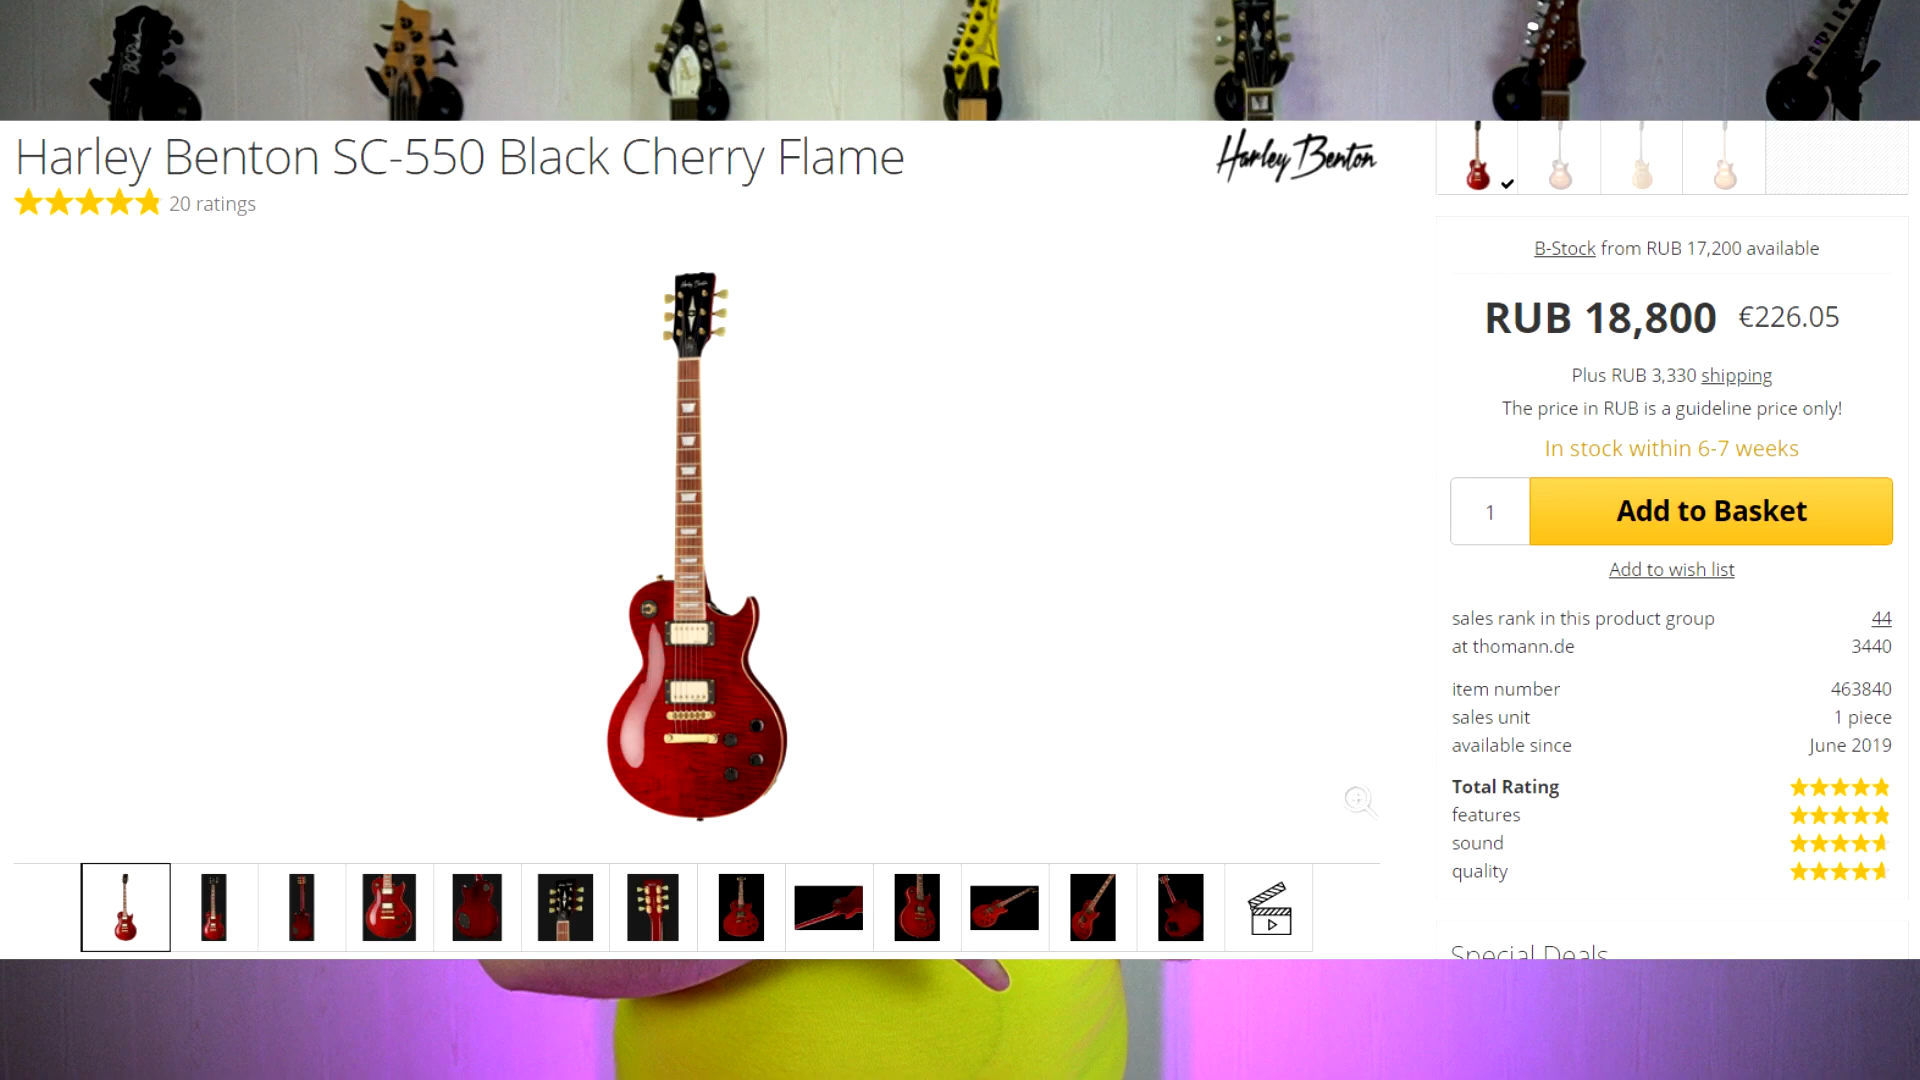 Harley Benton SC-550 Black Cherry Flame
20 ratings
Harley Benton
B-Stock from RUB 17,200 available
RUB 18,800 €226.05
Plus RUB 3,330 shipping
The price in RUB is a guideline price only!
In stock within 6-7 weeks
1
Add to Basket
Add to wish list
sales rank in this product group 44
at thomann.de 3440
item number 463840
sales unit 1 piece
available since June 2019
Total Rating
features
sound
quality
Special Deals